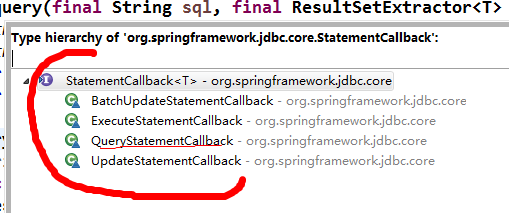 query(final String sql, final ResultSetExtractor<T>
Type hierarchy of 'org.springframework.jdbc.core.StatementCallback':
StatementCallback<T> - org.springframework.jdbc.core
BatchUpdateStatementCallback - org.springframework.jdbc.core
ExecuteStatementCallback - org.springframework.jdbc.core
QueryStatementCallback - org.springframework.jdbc.core
UpdateStatementCallback - org.springframework.jdbc.core